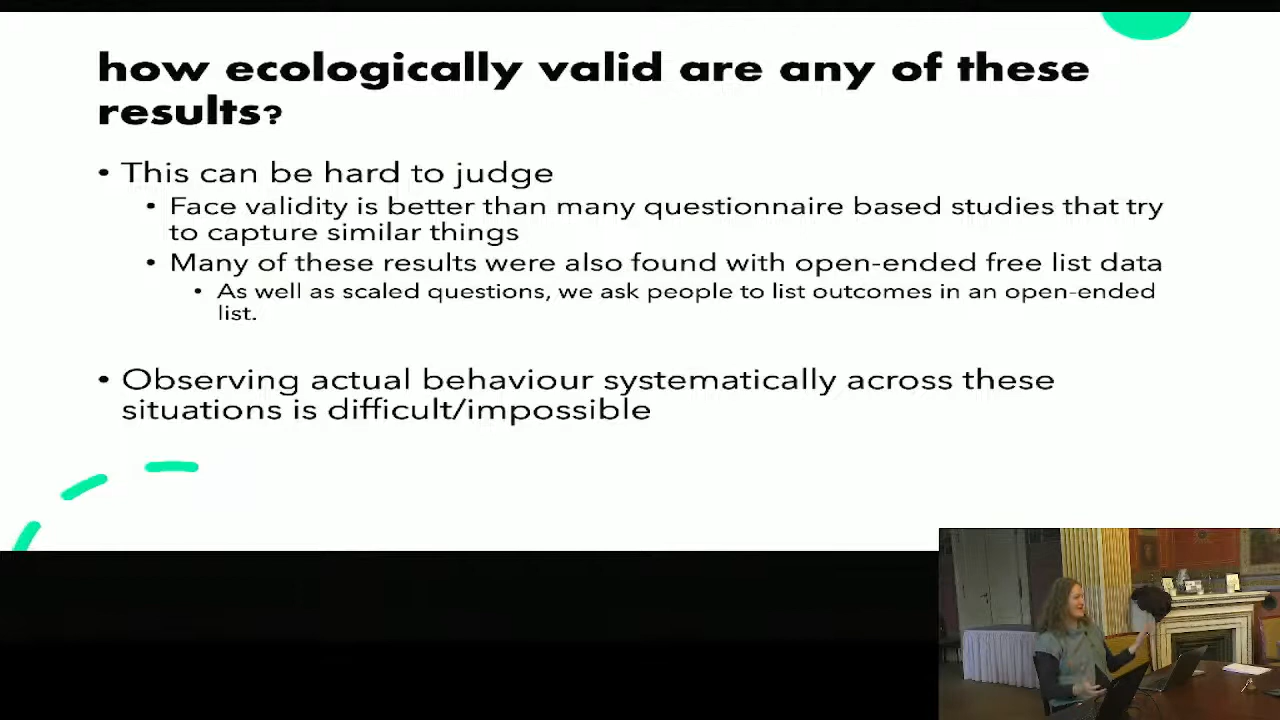 how ecologically valid are any of these
results?
• This can be hard to judge
• Face validity is better than many questionnaire based studies that try
to capture similar things
• Many of these results were also found with open-ended free list data
• As well as scaled questions, we ask people to list outcomes in an open-ended
list.
• Observing actual behaviour systematically across these
situations is difficult/impossible